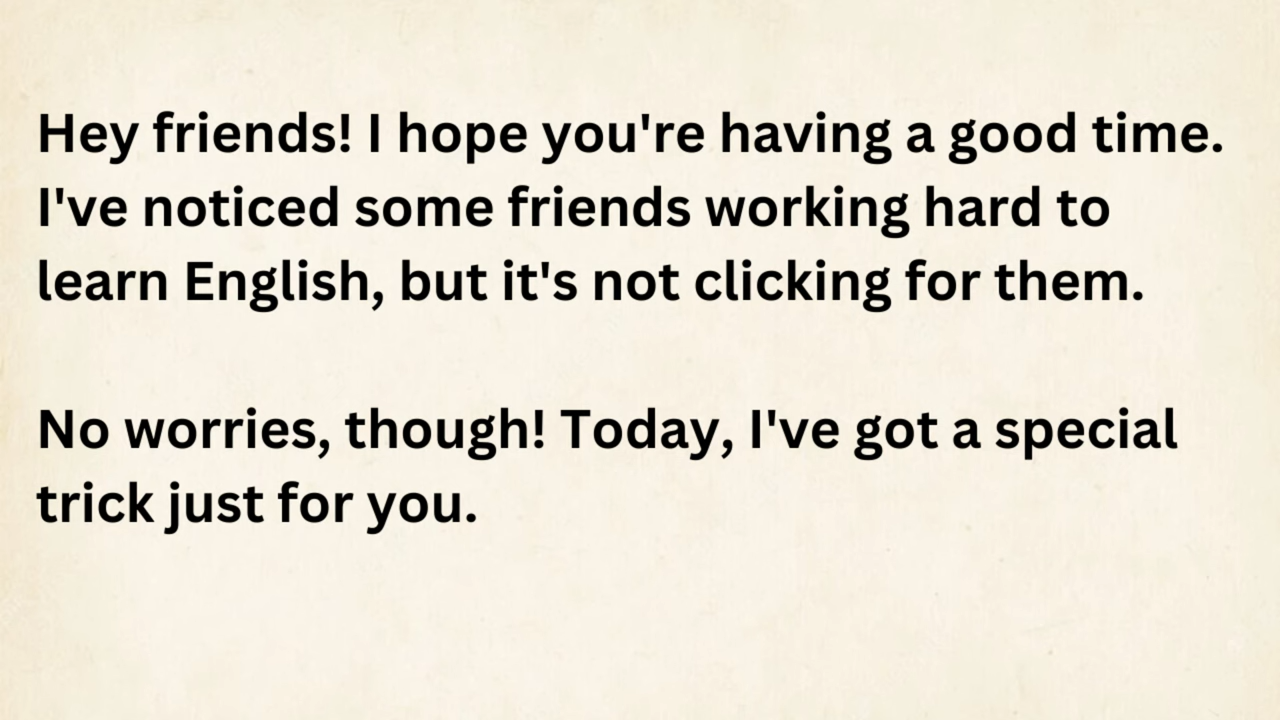 Hey friends! I hope you're having a good time.
I've noticed some friends working hard to
learn English, but it's not clicking for them.
No worries, though! Today, I've got a special
trick just for you.